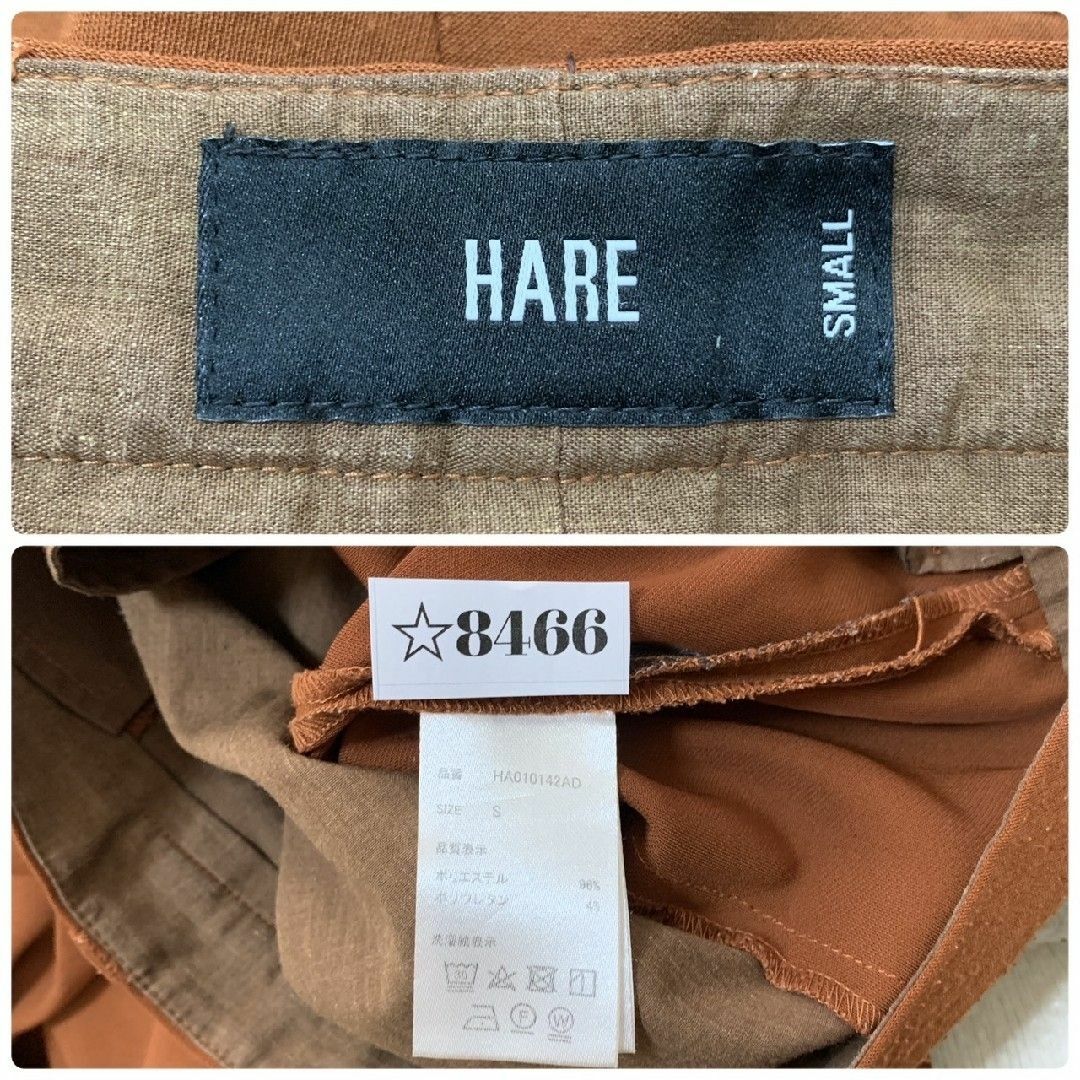 HARE
SMALL
☆8466
品番 HA010142AD
SIZE S
品質表示
ポリエステル 96%
ポリウレタン 4%
洗濯絵表示
30
F W